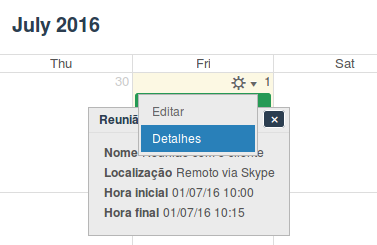 July 2016
Thu Fri Sat
30 1
Editar
Reuniã
Detalhes
Nome
Localização Remoto via Skype
Hora inicial 01/07/16 10:00
Hora final 01/07/16 10:15